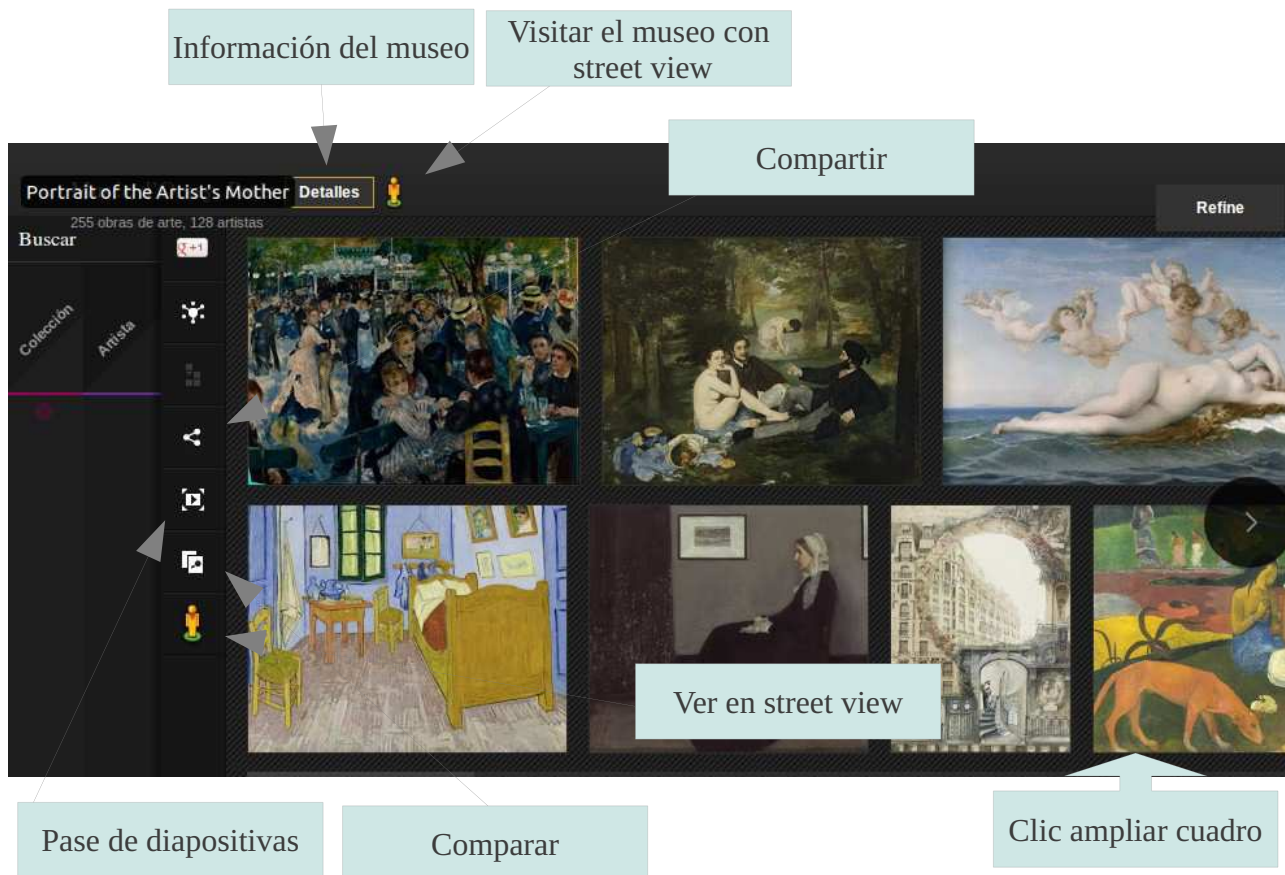 Información del museo
Visitar el museo con
street view
Compartir
Portrait of the Artist's Mother
Detalles
Refine
255 obras de arte, 128 artistas
Buscar
+1
Colección
Artista
Ver en street view
Pase de diapositivas
Comparar
Clic ampliar cuadro